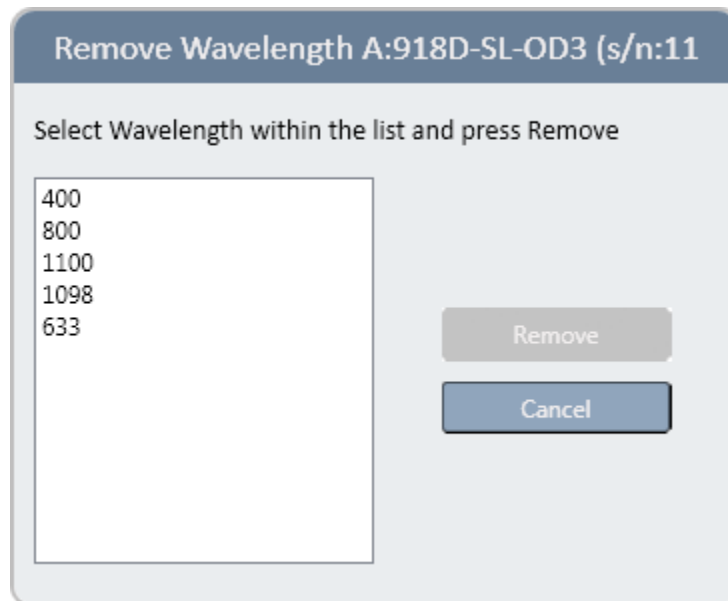 Remove Wavelength A:918D-SL-OD3 (s/n:11
Select Wavelength within the list and press Remove
400
800
1100
1098
633
Remove
Cancel